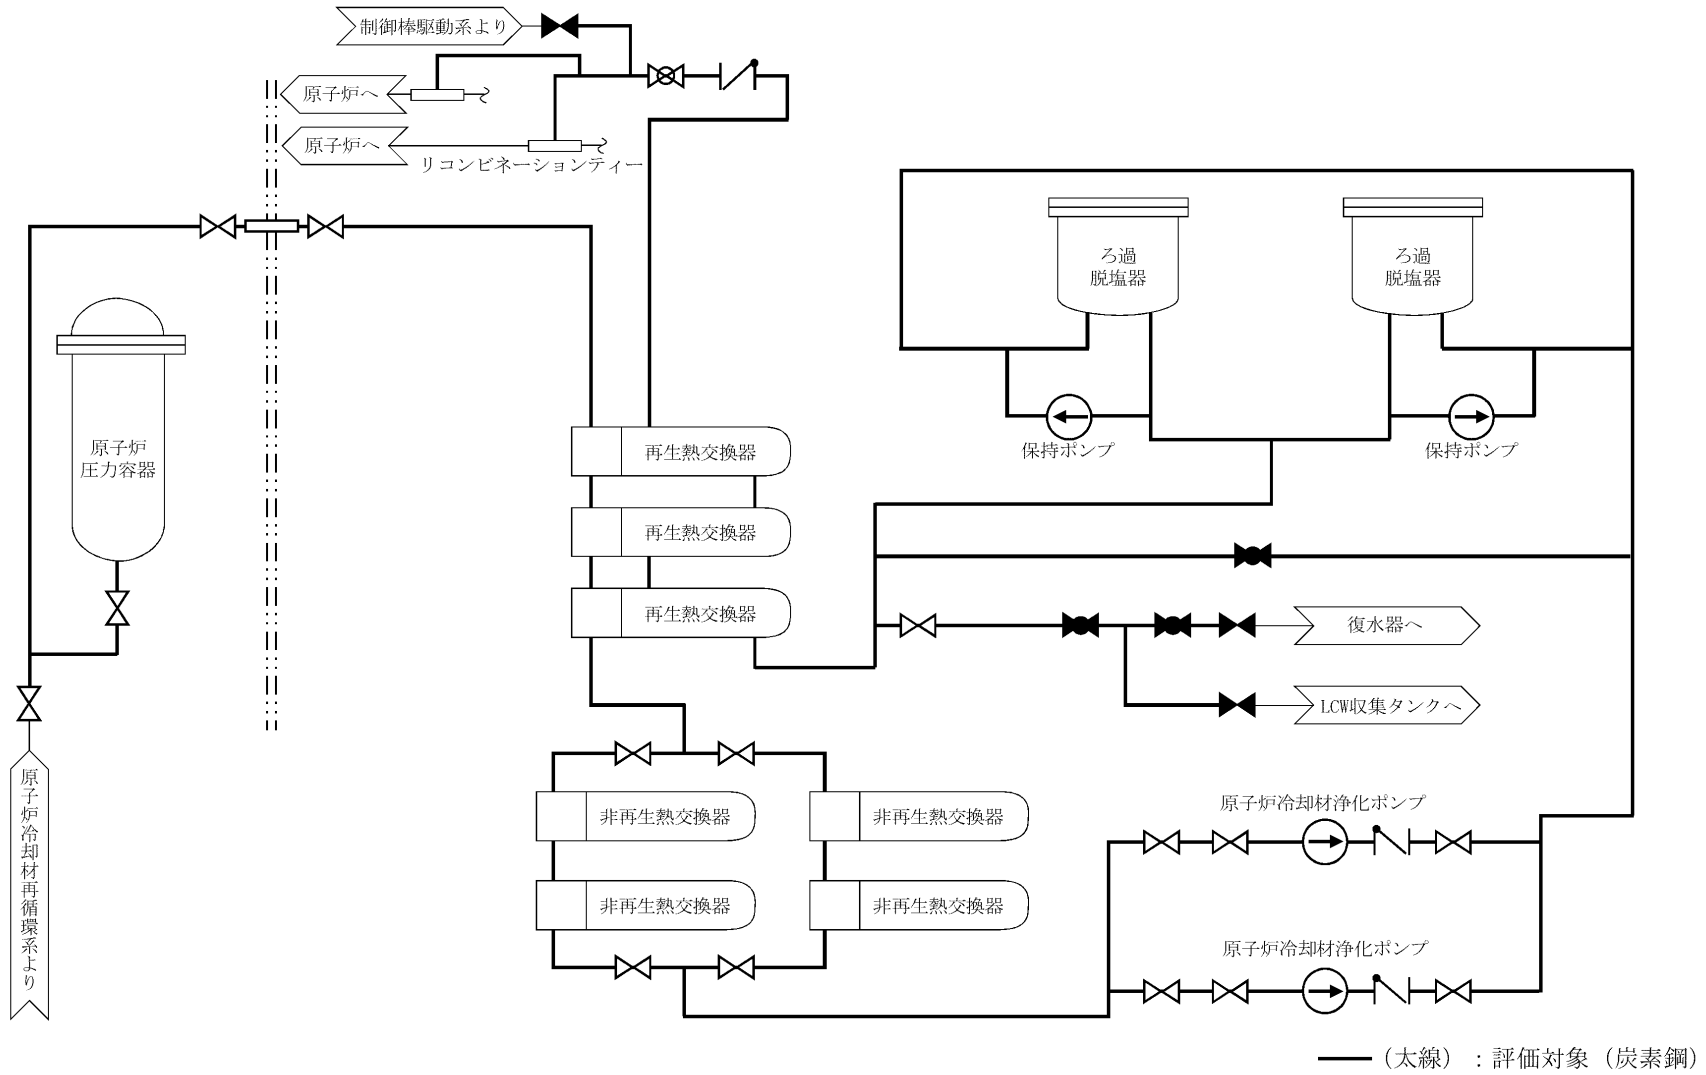 制御棒駆動系より
原子炉へ
原子炉へ
リコンビネーションティー
ろ過
脱塩器
ろ過
脱塩器
原子炉
圧力容器
再生熱交換器
再生熱交換器
再生熱交換器
保持ポンプ
保持ポンプ
復水器へ
LCW収集タンクへ
原子炉冷却材再循環系より
非再生熱交換器
非再生熱交換器
非再生熱交換器
非再生熱交換器
原子炉冷却材浄化ポンプ
原子炉冷却材浄化ポンプ
(太線) : 評価対象 (炭素鋼)